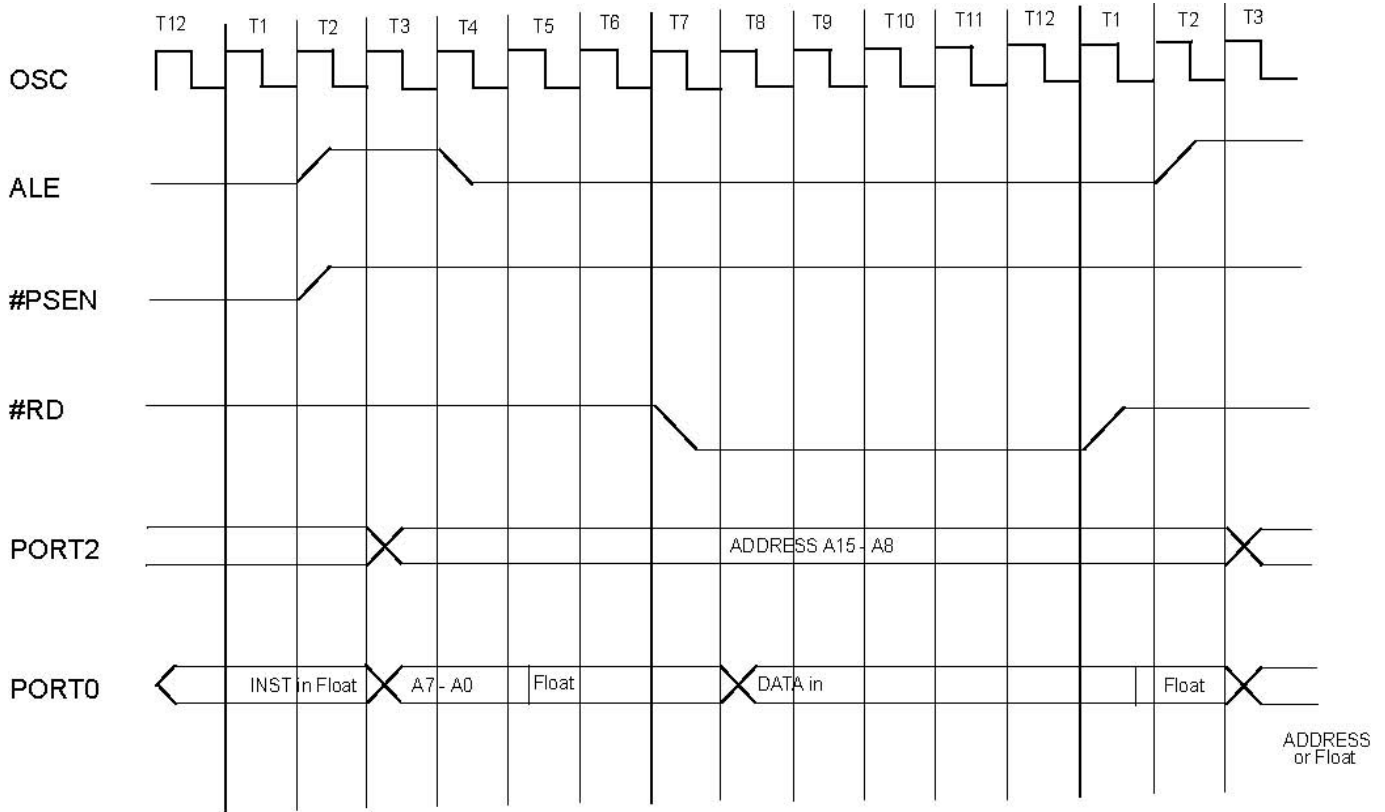 T12 T1 T2 T3 T4 T5 T6 T7 T8 T9 T10 T11 T12 T1 T2 T3
OSC
ALE
#PSEN
#RD
PORT2 ADDRESS A15 - A8
PORT0 INST in Float A7 - A0 Float DATA in Float
ADDRESS
or Float